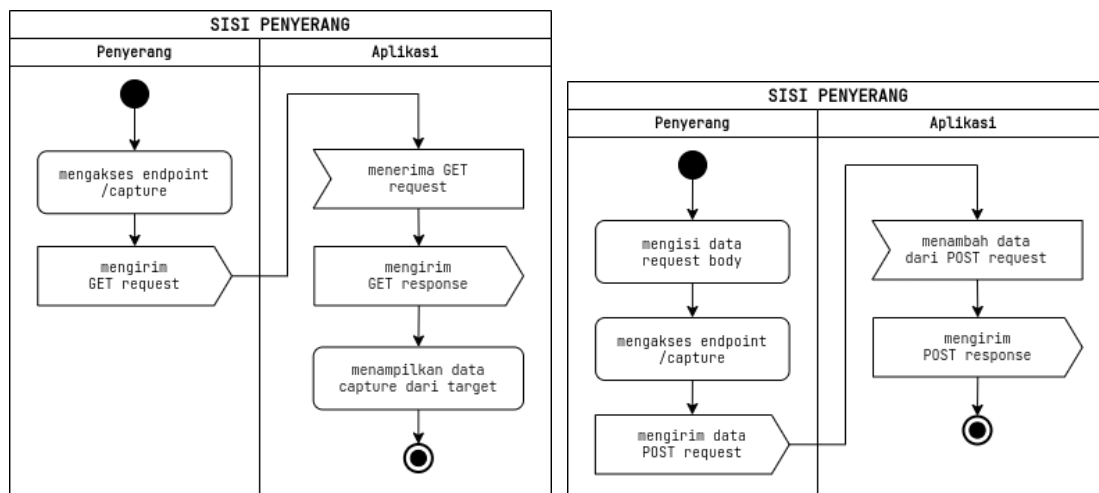 SISI PENYERANG
Penyerang
Aplikasi
mengakses endpoint
/capture
mengirim
GET request
menerima GET
request
mengirim
GET response
menampilkan data
capture dari target
SISI PENYERANG
Penyerang
Aplikasi
mengisi data
request body
mengakses endpoint
/capture
mengirim data
POST request
menambah data
dari POST request
mengirim
POST response